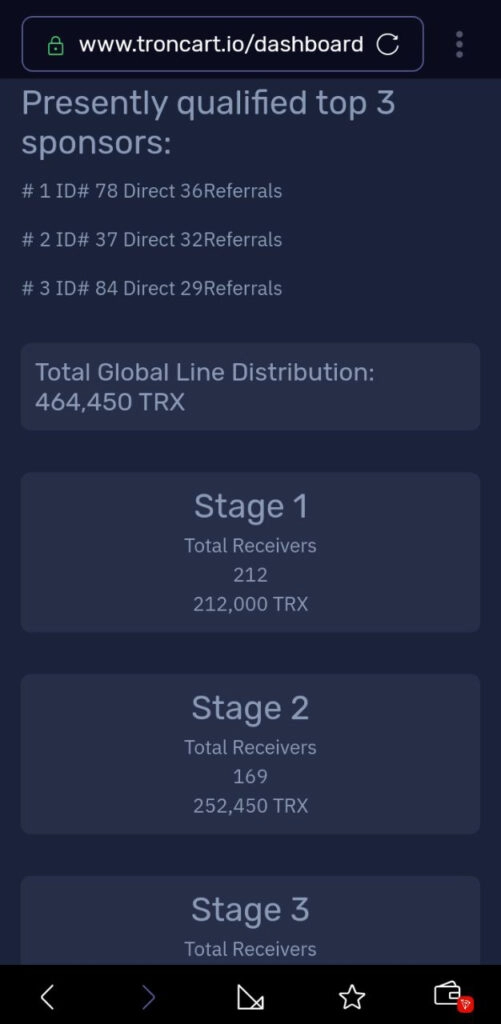 www.troncart.io/dashboard
Presently qualified top 3
sponsors:
# 1 ID# 78 Direct 36Referrals
# 2 ID# 37 Direct 32Referrals
# 3 ID# 84 Direct 29Referrals
Total Global Line Distribution:
464,450 TRX
Stage 1
Total Receivers
212
212,000 TRX
Stage 2
Total Receivers
169
252,450 TRX
Stage 3
Total Receivers